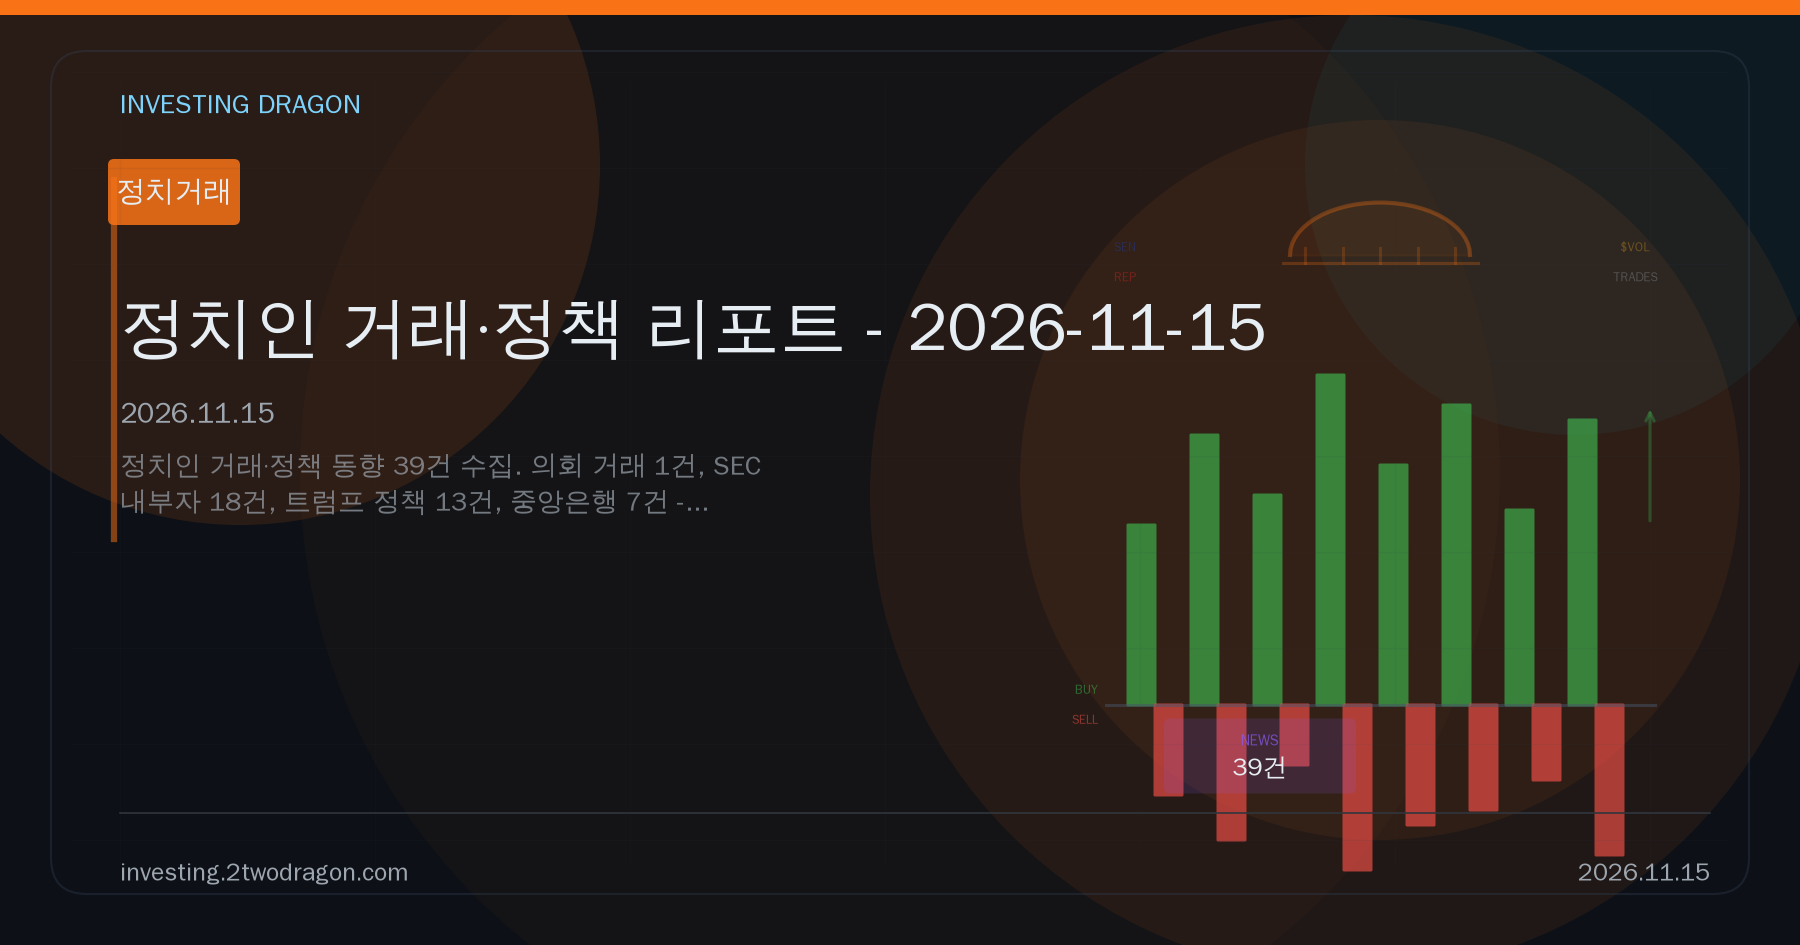 INVESTING DRAGON
정치거래
정치인 거래·정책 리포트 - 2026-11-15
2026.11.15
정치인 거래·정책 동향 39건 수집. 의회 거래 1건, SEC
내부자 18건, 트럼프 정책 13건, 중앙은행 7건 -...
SEN
REP
$VOL
TRADES
BUY
SELL
NEWS
39건
investing.2twodragon.com
2026.11.15